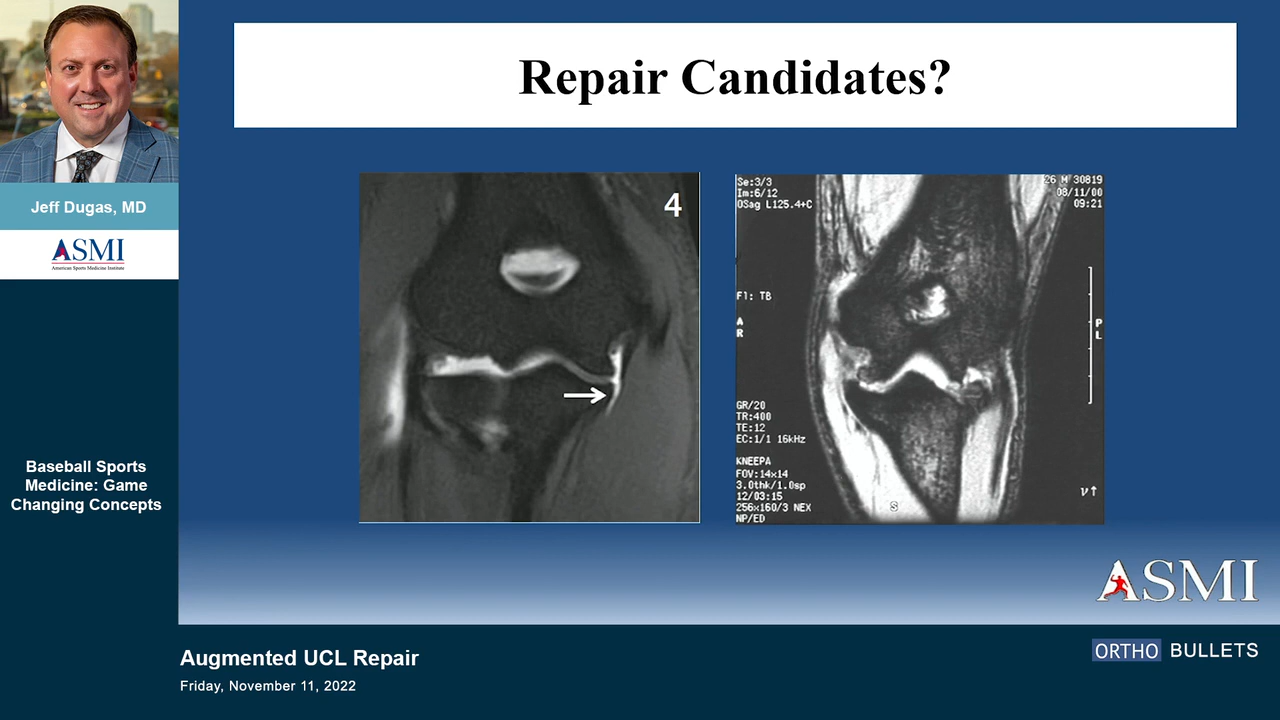 Repair Candidates?
Jeff Dugas, MD
ASMI
American Sports Medicine Institute
Baseball Sports
Medicine: Game
Changing Concepts
4
Se:3/3
Im:6/12
OSag L125.4+C
26 M 30819
08/11/00
09:21
F1: TB
A
R
P
L
GR/20
TR:400
TE:12
EC:1/1 16kHz
KNEEPA
FOV:14x14
3.0thk/1.0sp
12/03:15
256x160/3 NEX
NP/ED
S
ASMI
Augmented UCL Repair
Friday, November 11, 2022
ORTHO BULLETS